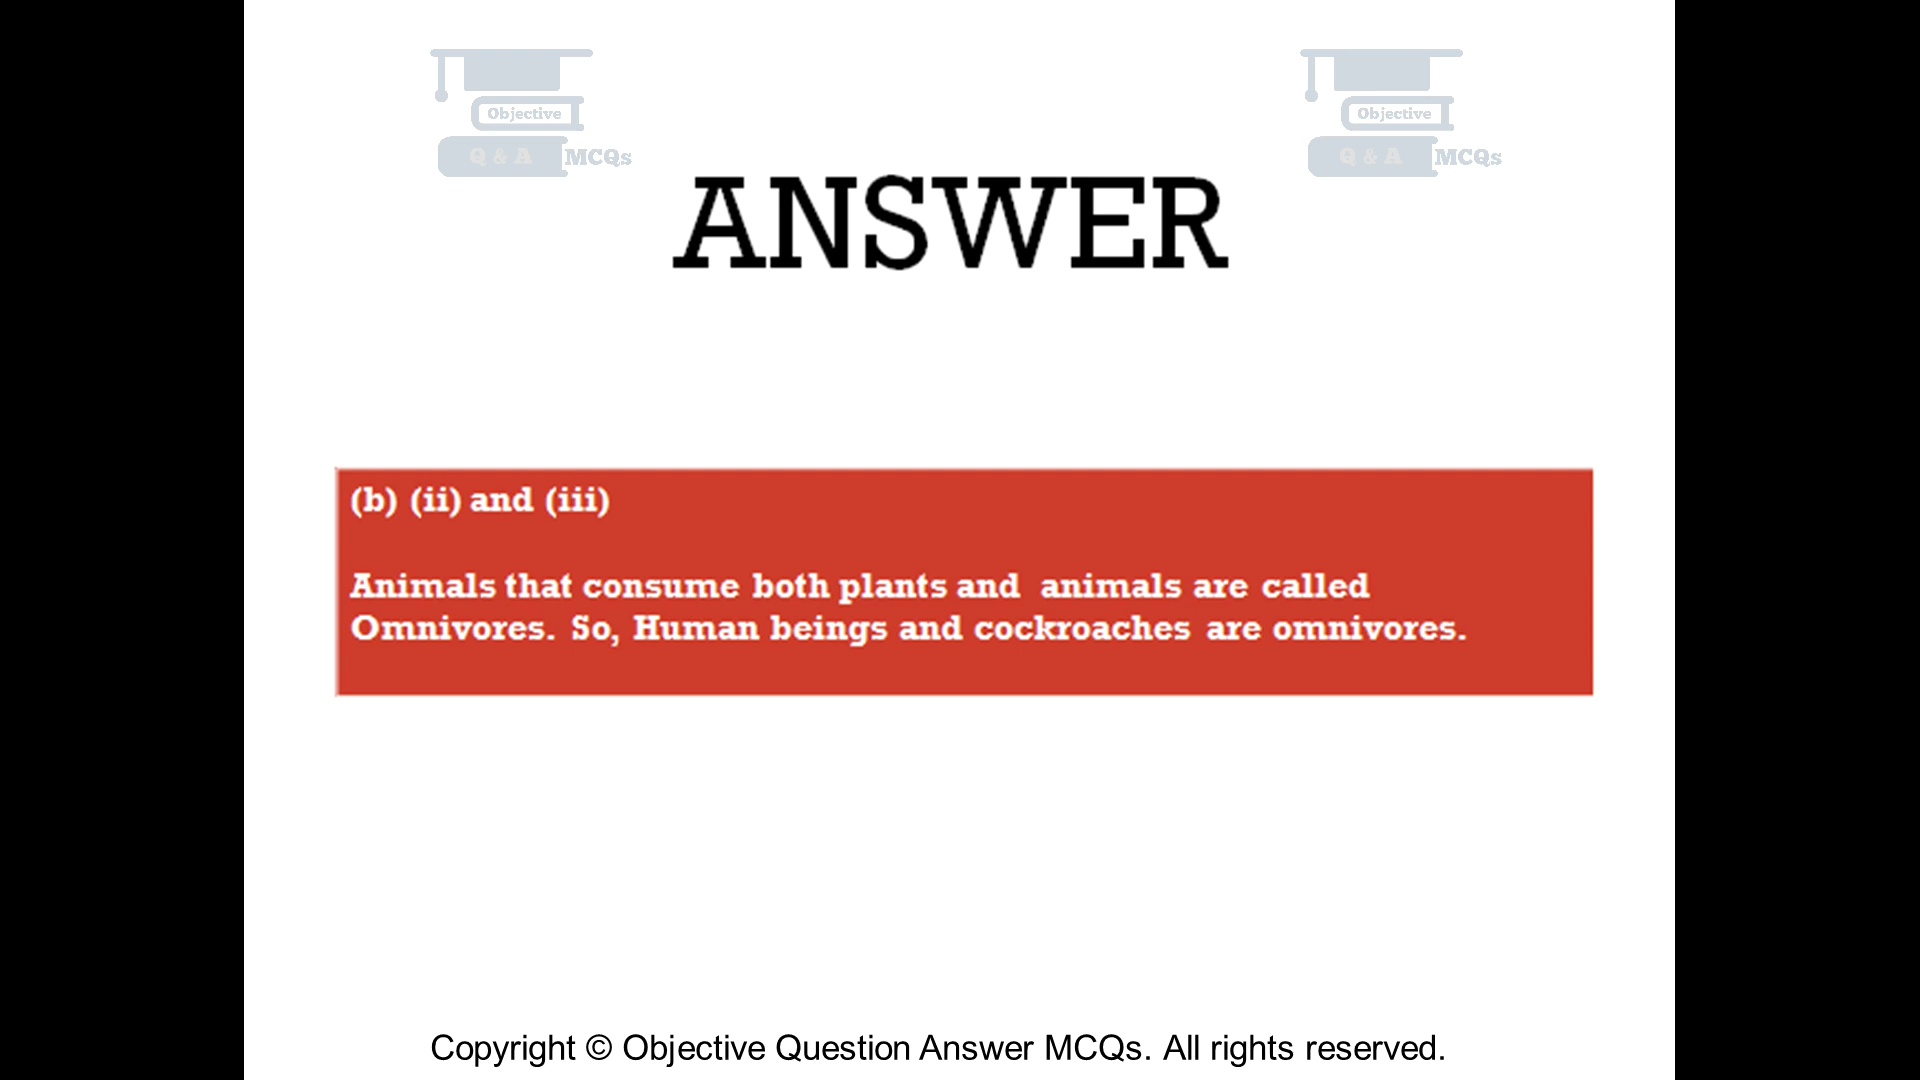 Objective
Q & A MCQs
Objective
Q & A MCQs
ANSWER
(b) (ii) and (iii)
Animals that consume both plants and animals are called
Omnivores. So, Human beings and cockroaches are omnivores.
Copyright © Objective Question Answer MCQs. All rights reserved.